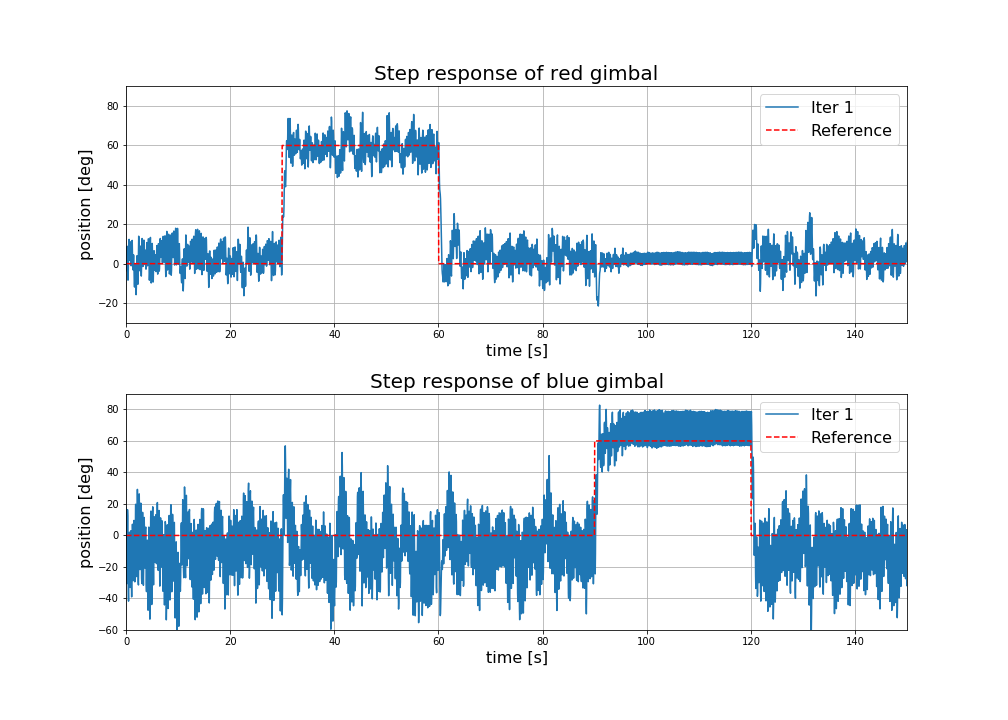 Step response of red gimbal
80
60
40
20
0
−20
position [deg]
Iter 1
Reference
0 20 40 60 80 100 120 140
time [s]
Step response of blue gimbal
80
60
40
20
0
−20
−40
−60
position [deg]
Iter 1
Reference
0 20 40 60 80 100 120 140
time [s]